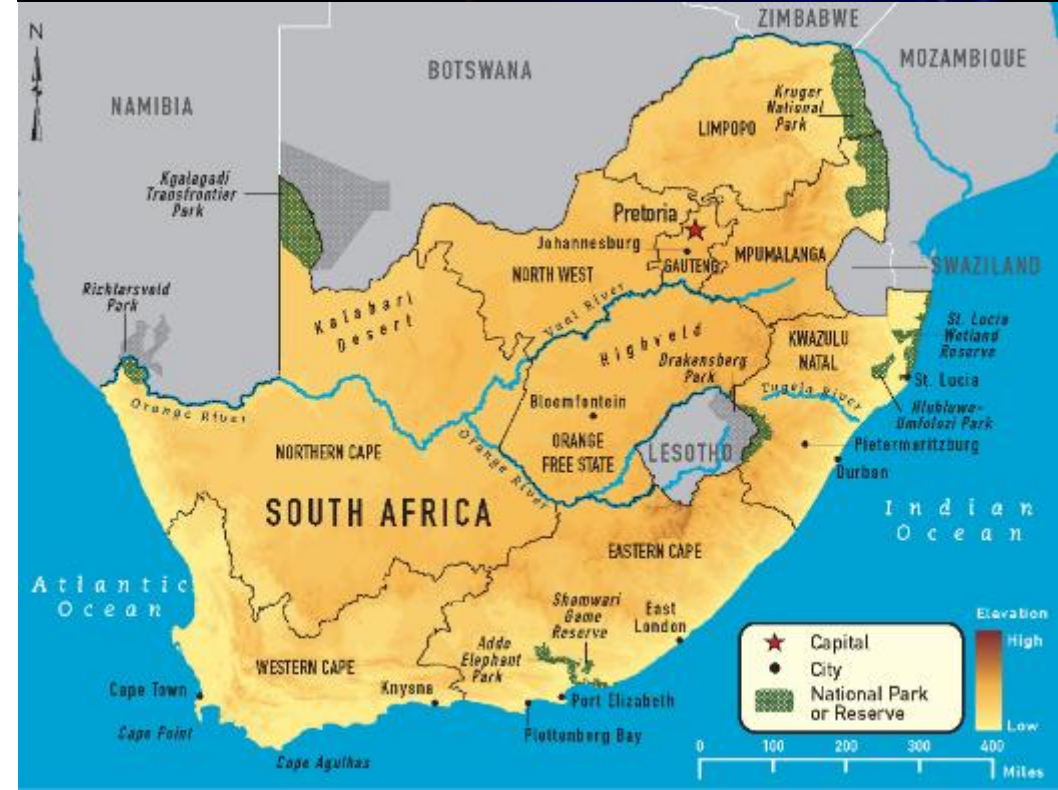 ZIMBABWE
N
MOZAMBIQUE
BOTSWANA
NAMIBIA
Kruger
National
Park
LIMPOPO
Kgalagadi
Transfrontier
Park
Pretoria
Johannesburg
GAUTENG
MPUMALANGA
NORTH WEST
SWAZILAND
Richtersveld
Park
Kalahari
Desert
Vaal River
Highveld
Drakensberg
Park
KWAZULU
NATAL
St. Lucia
Wetland
Reserve
St. Lucia
Tugela River
Hluhluwe-
Umfolozi Park
Orange River
Bloemfontein
Orange River
ORANGE
FREE STATE
LESOTHO
Pietermaritzburg
Durban
NORTHERN CAPE
SOUTH AFRICA
Indian
Ocean
EASTERN CAPE
Atlantic
Ocean
Shamwari
Game
Reserve
East
London
Addo
Elephant
Park
WESTERN CAPE
Cape Town
Knysna
Port Elizabeth
Cape Point
Plettenberg Bay
Cape Agulhas
Elevation
High
Low
Capital
City
National Park
or Reserve
0 100 200 300 400
Miles